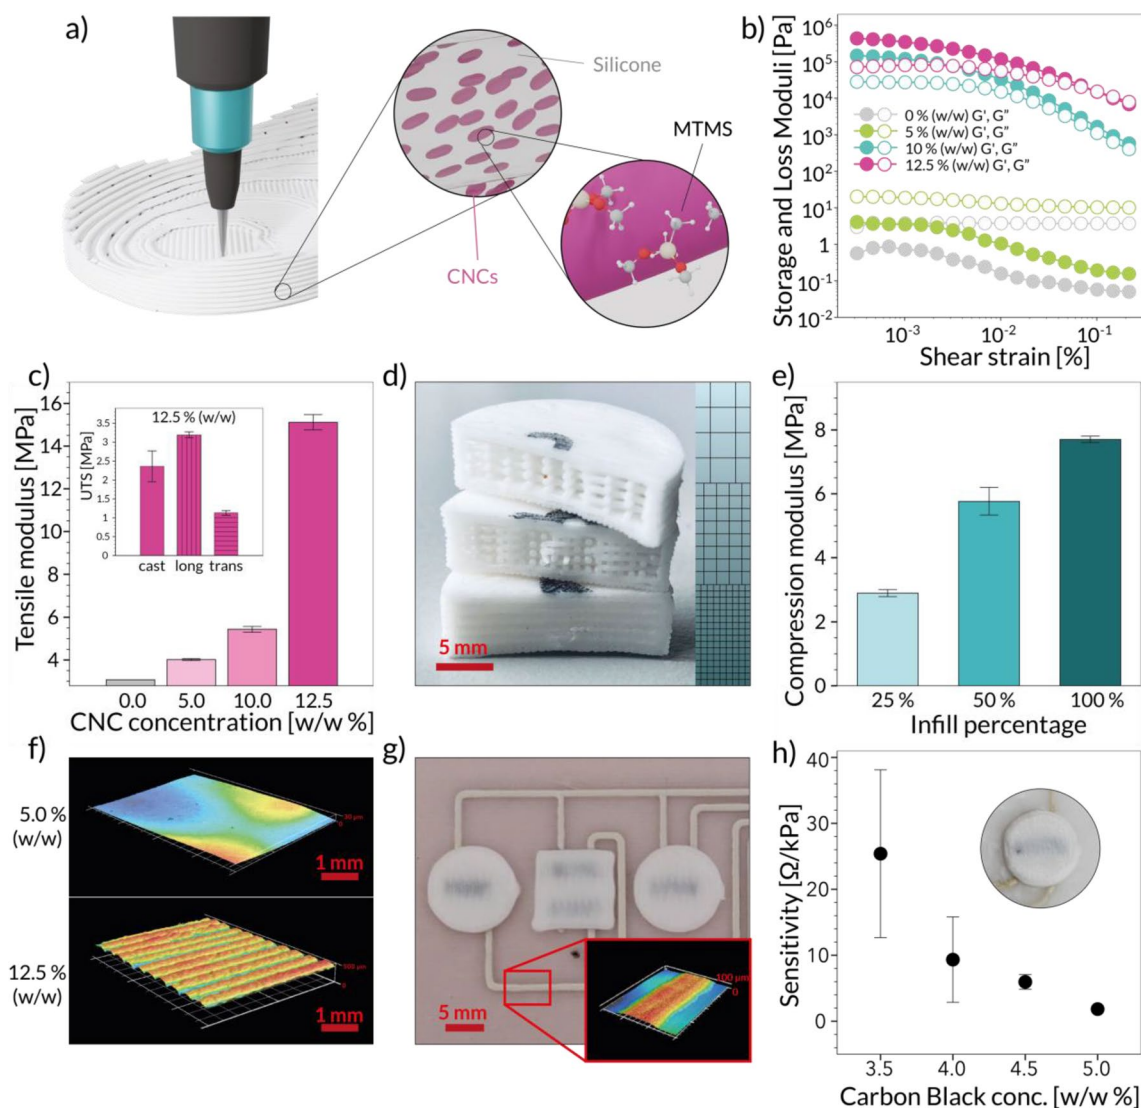 a)
Silicone
MTMS
CNCs
b)
Storage and Loss Moduli [Pa]
10⁶
10⁵
10⁴
10³
10²
10¹
1
10⁻¹
10⁻²
0 % (w/w) G', G"
5 % (w/w) G', G"
10 % (w/w) G', G"
12.5 % (w/w) G', G"
10⁻³
10⁻²
10⁻¹
Shear strain [%]
c)
Tensile modulus [MPa]
16
14
12
10
8
6
4
12.5 % (w/w)
UTS [MPa]
3.5
3
2.5
2
1.5
1
0.5
0
cast long trans
0.0 5.0 10.0 12.5
CNC concentration [w/w %]
d)
5 mm
e)
Compression modulus [MPa]
8
6
4
2
0
25 % 50 % 100 %
Infill percentage
f)
5.0 %
(w/w)
0
1 mm
12.5 %
(w/w)
0
1 mm
g)
5 mm
100 µm
0
h)
Sensitivity [Ω/kPa]
40
30
20
10
0
3.5 4.0 4.5 5.0
Carbon Black conc. [w/w %]